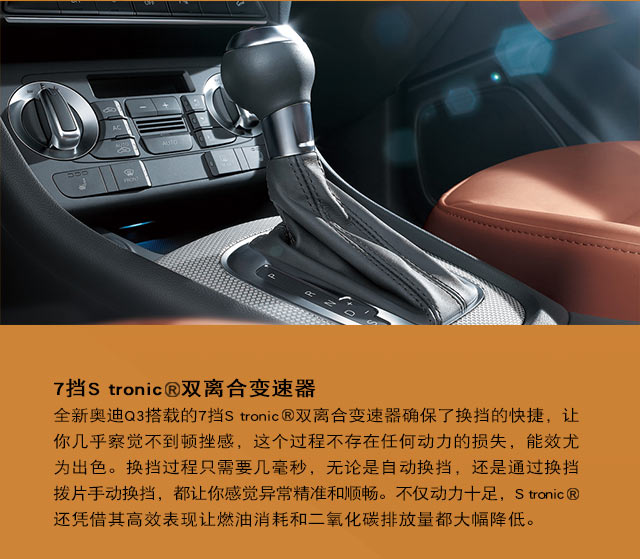 AC
AUTO
AUTO
FRONT
P
R
N
D
+
-
S
7挡S tronic®双离合变速器
全新奥迪Q3搭载的7挡S tronic®双离合变速器确保了换挡的快捷，让
你几乎察觉不到顿挫感，这个过程不存在任何动力的损失，能效尤
为出色。换挡过程只需要几毫秒，无论是自动换挡，还是通过换挡
拨片手动换挡，都让你感觉异常精准和顺畅。不仅动力十足，S tronic®
还凭借其高效表现让燃油消耗和二氧化碳排放量都大幅降低。